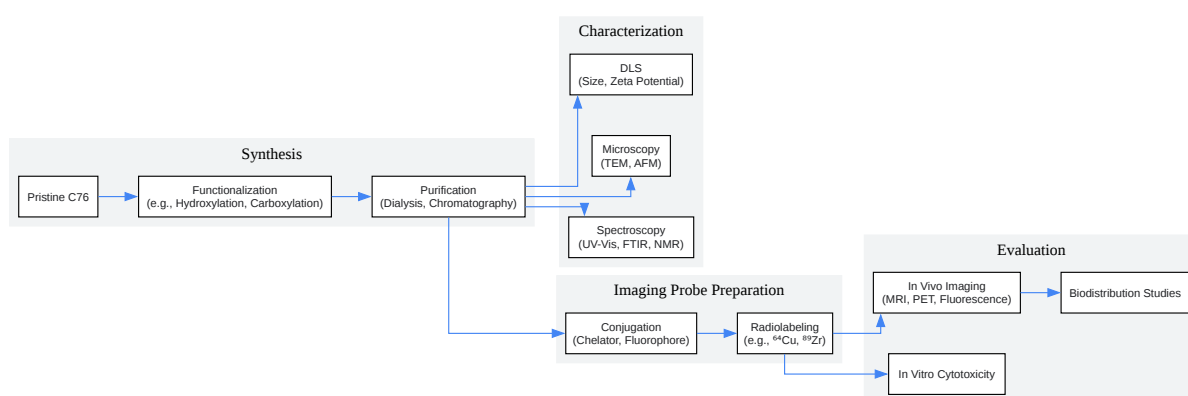 Characterization
DLS
(Size, Zeta Potential)
Microscopy
(TEM, AFM)
Spectroscopy
(UV-Vis, FTIR, NMR)
Synthesis
Pristine C76
Functionalization
(e.g., Hydroxylation, Carboxylation)
Purification
(Dialysis, Chromatography)
Imaging Probe Preparation
Conjugation
(Chelator, Fluorophore)
Radiolabeling
(e.g., ⁶⁴Cu, ⁸⁹Zr)
Evaluation
In Vivo Imaging
(MRI, PET, Fluorescence)
Biodistribution Studies
In Vitro Cytotoxicity